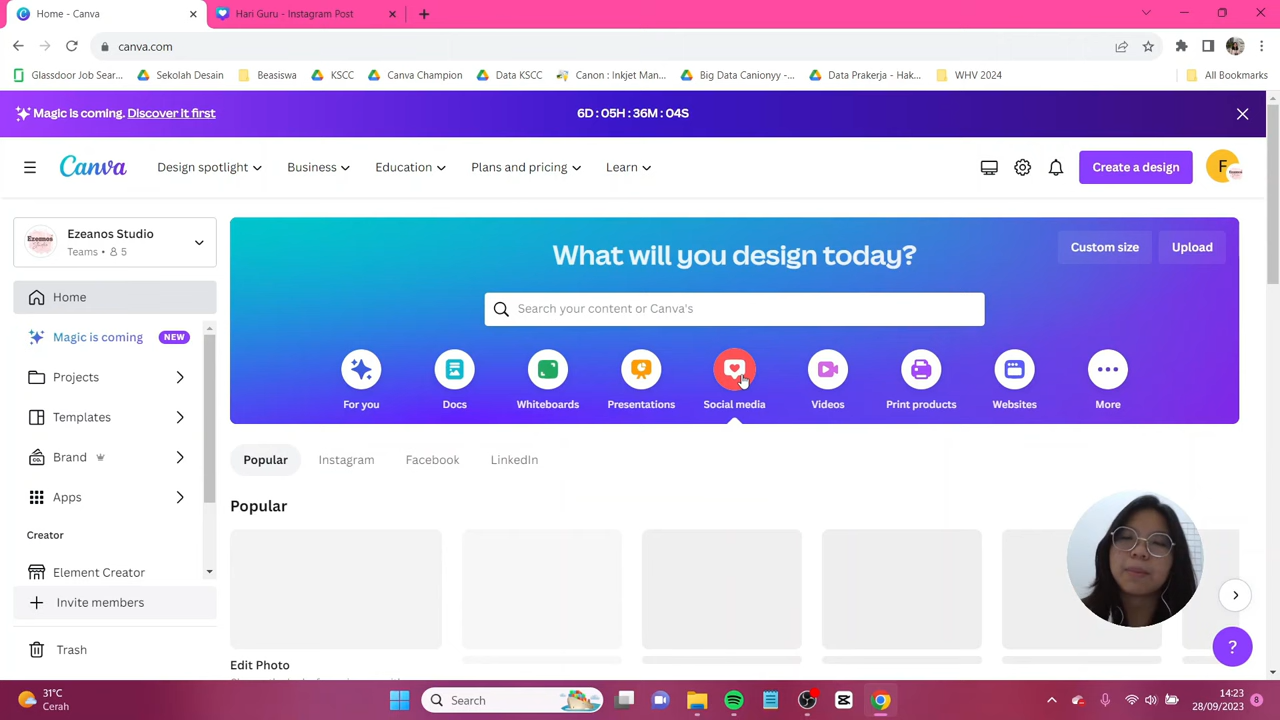 Home - Canva
Hari Guru - Instagram Post
canva.com
Glassdoor Job Sear...
Sekolah Desain
Beasiswa
KSCC
Canva Champion
Data KSCC
Canon : Inkjet Man...
Big Data Canionyy -...
Data Prakerja - Hak...
WHV 2024
All Bookmarks
Magic is coming. Discover it first
6D : 05H : 36M : 04S
Canva
Design spotlight
Business
Education
Plans and pricing
Learn
Create a design
F
Ezeanos Studio
Teams • 5
What will you design today?
Custom size
Upload
Home
Search your content or Canva's
Magic is coming
NEW
Projects
Templates
Brand
Apps
For you
Docs
Whiteboards
Presentations
Social media
Videos
Print products
Websites
More
Popular
Instagram
Facebook
LinkedIn
Popular
Creator
Element Creator
Invite members
Edit Photo
Trash
?
31°C
Cerah
Search
14:23
28/09/2023
8